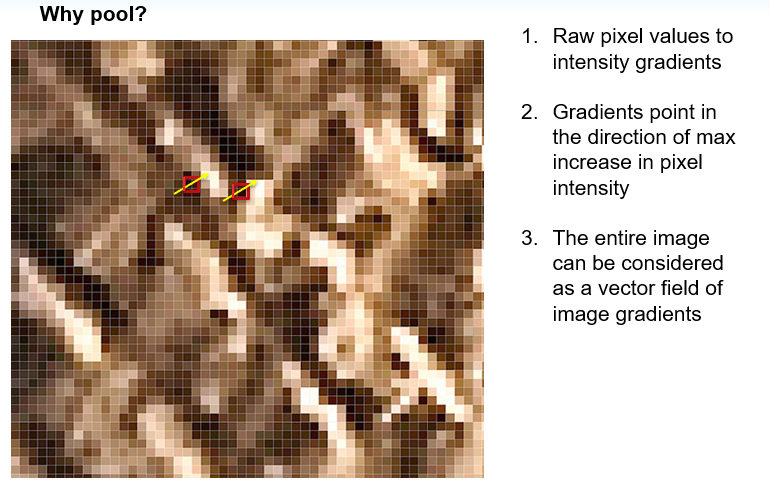 Why pool?
1. Raw pixel values to
intensity gradients
2. Gradients point in
the direction of max
increase in pixel
intensity
3. The entire image
can be considered
as a vector field of
image gradients